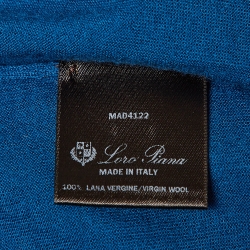 MAD4122
Loro Piana
MADE IN ITALY
100% LANA VERGINE/VIRGIN WOOL